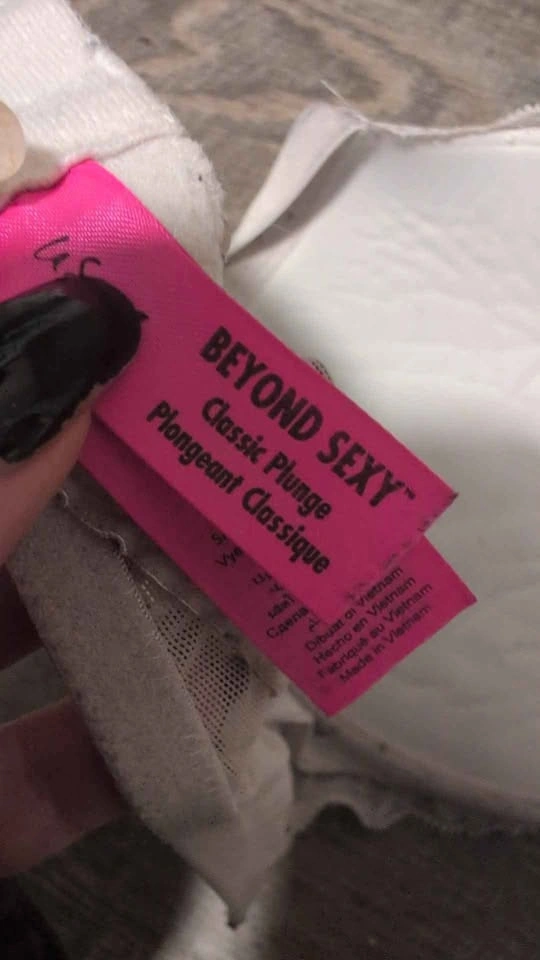 BEYOND SEXY™
Classic Plunge
Plongeant Classique
Dibuat di Vietnam
Hecho en Vietnam
Fabriqué au Vietnam
Made in Vietnam